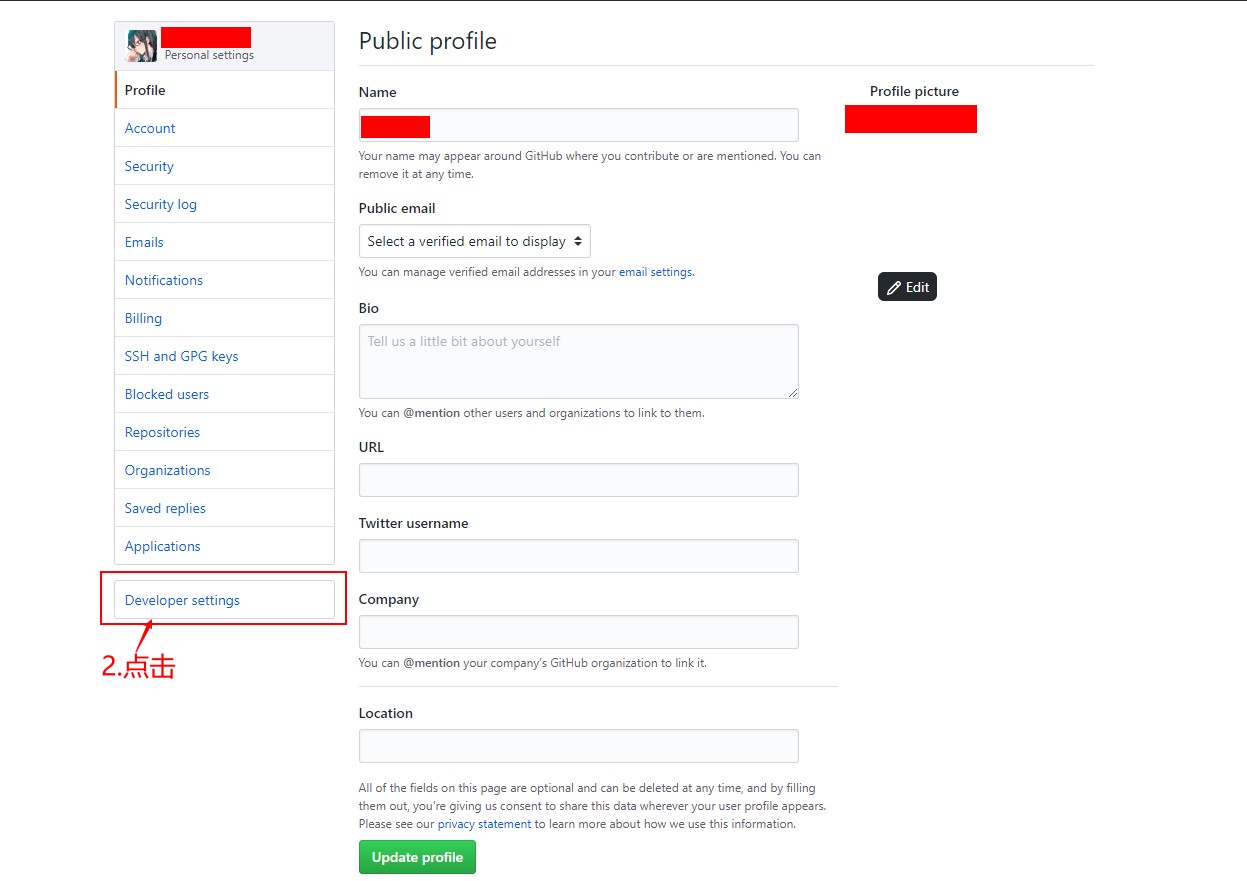 Personal settings
Profile
Account
Security
Security log
Emails
Notifications
Billing
SSH and GPG keys
Blocked users
Repositories
Organizations
Saved replies
Applications
Developer settings
2.点击
Public profile
Name
Your name may appear around GitHub where you contribute or are mentioned. You can
remove it at any time.
Public email
Select a verified email to display
You can manage verified email addresses in your email settings.
Bio
Tell us a little bit about yourself
You can @mention other users and organizations to link to them.
URL
Twitter username
Company
You can @mention your company's GitHub organization to link it.
Location
All of the fields on this page are optional and can be deleted at any time, and by filling
them out, you're giving us consent to share this data wherever your user profile appears.
Please see our privacy statement to learn more about how we use this information.
Update profile
Profile picture
Edit